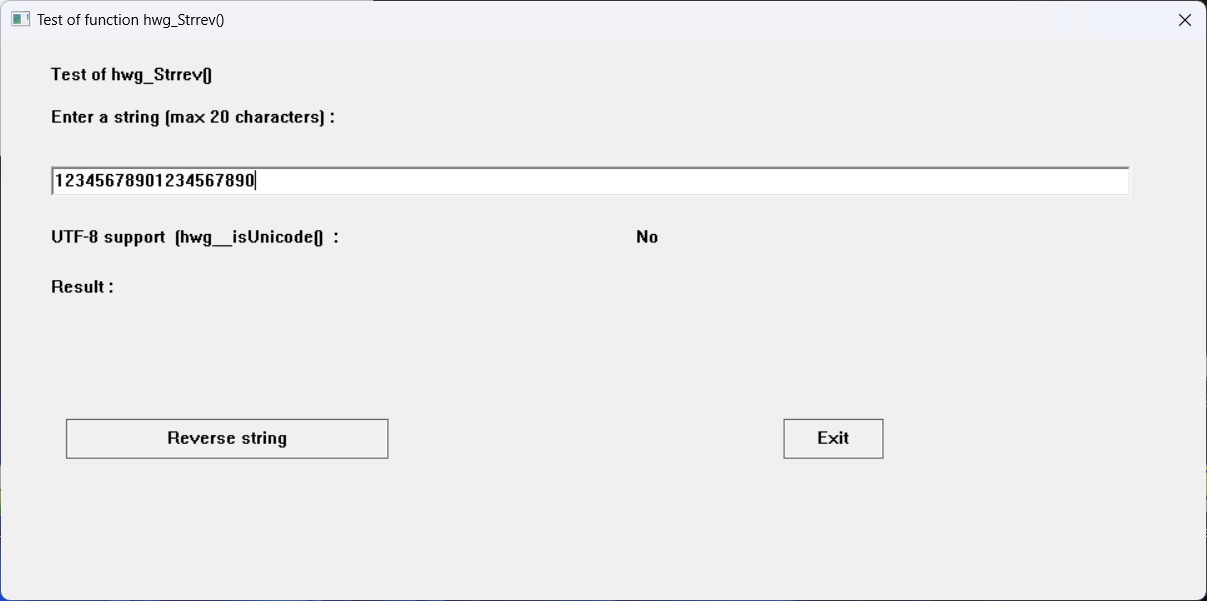 Test of function hwg_Strrev()
Test of hwg_Strrev()
Enter a string (max 20 characters) :
12345678901234567890
UTF-8 support  (hwg__isUnicode()  :
No
Result :
Reverse string
Exit